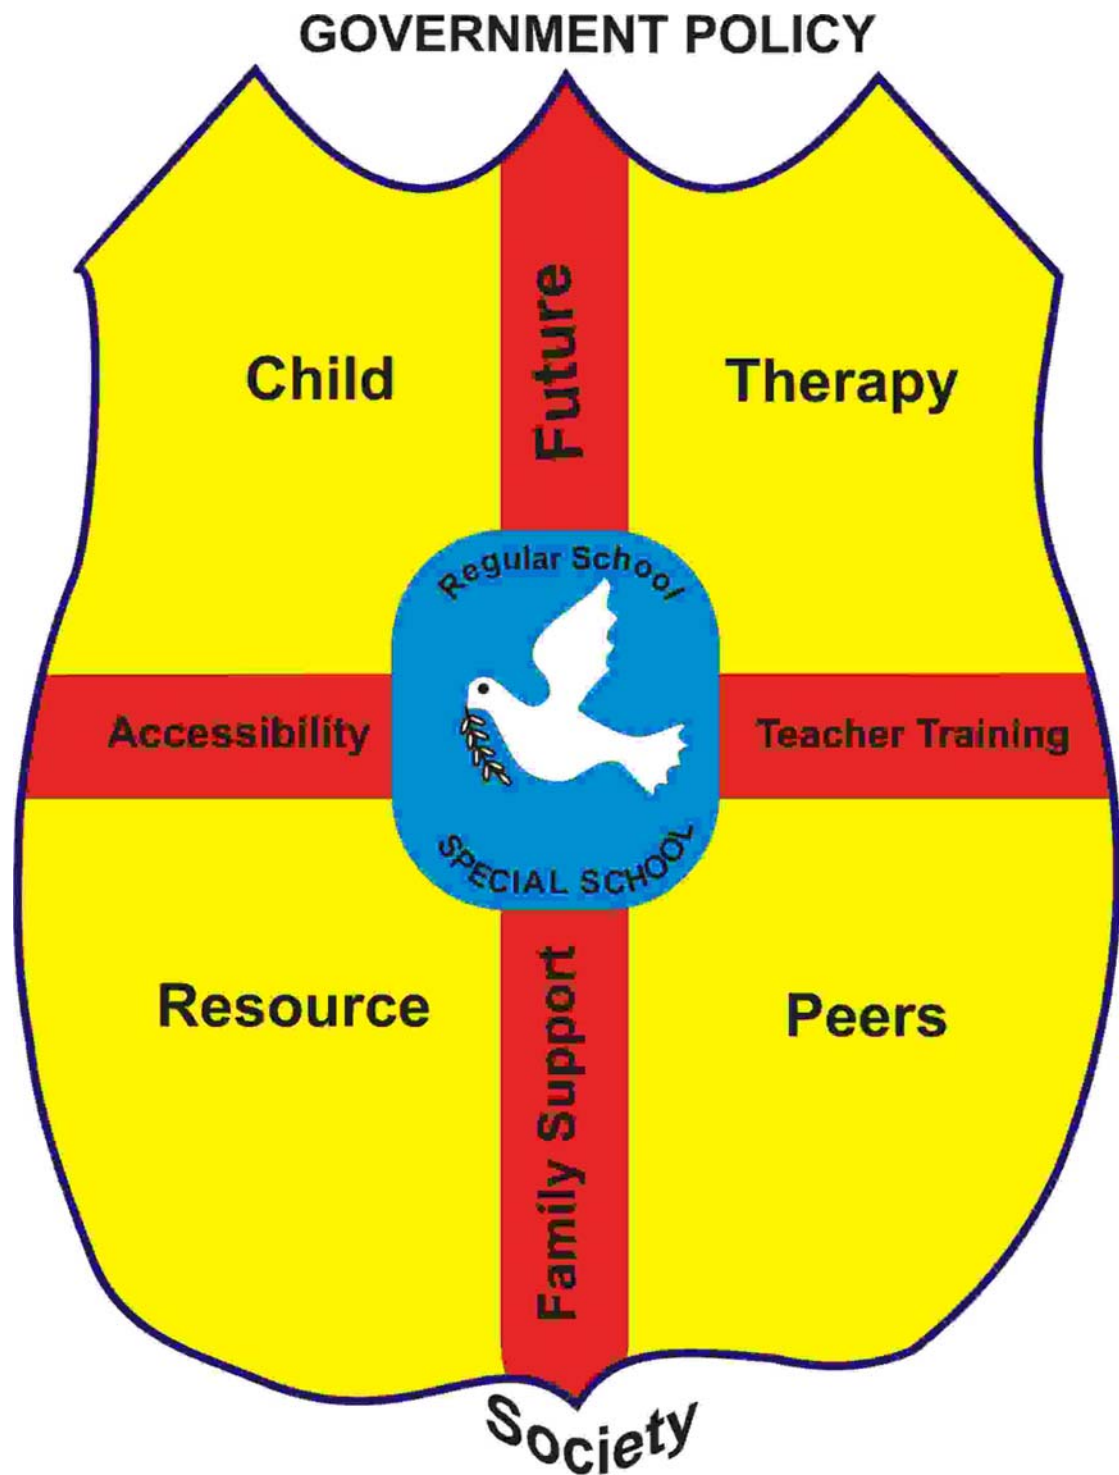 GOVERNMENT POLICY
Child
Future
Therapy
Regular School
Accessibility
Teacher Training
SPECIAL SCHOOL
Resource
Family Support
Peers
Society